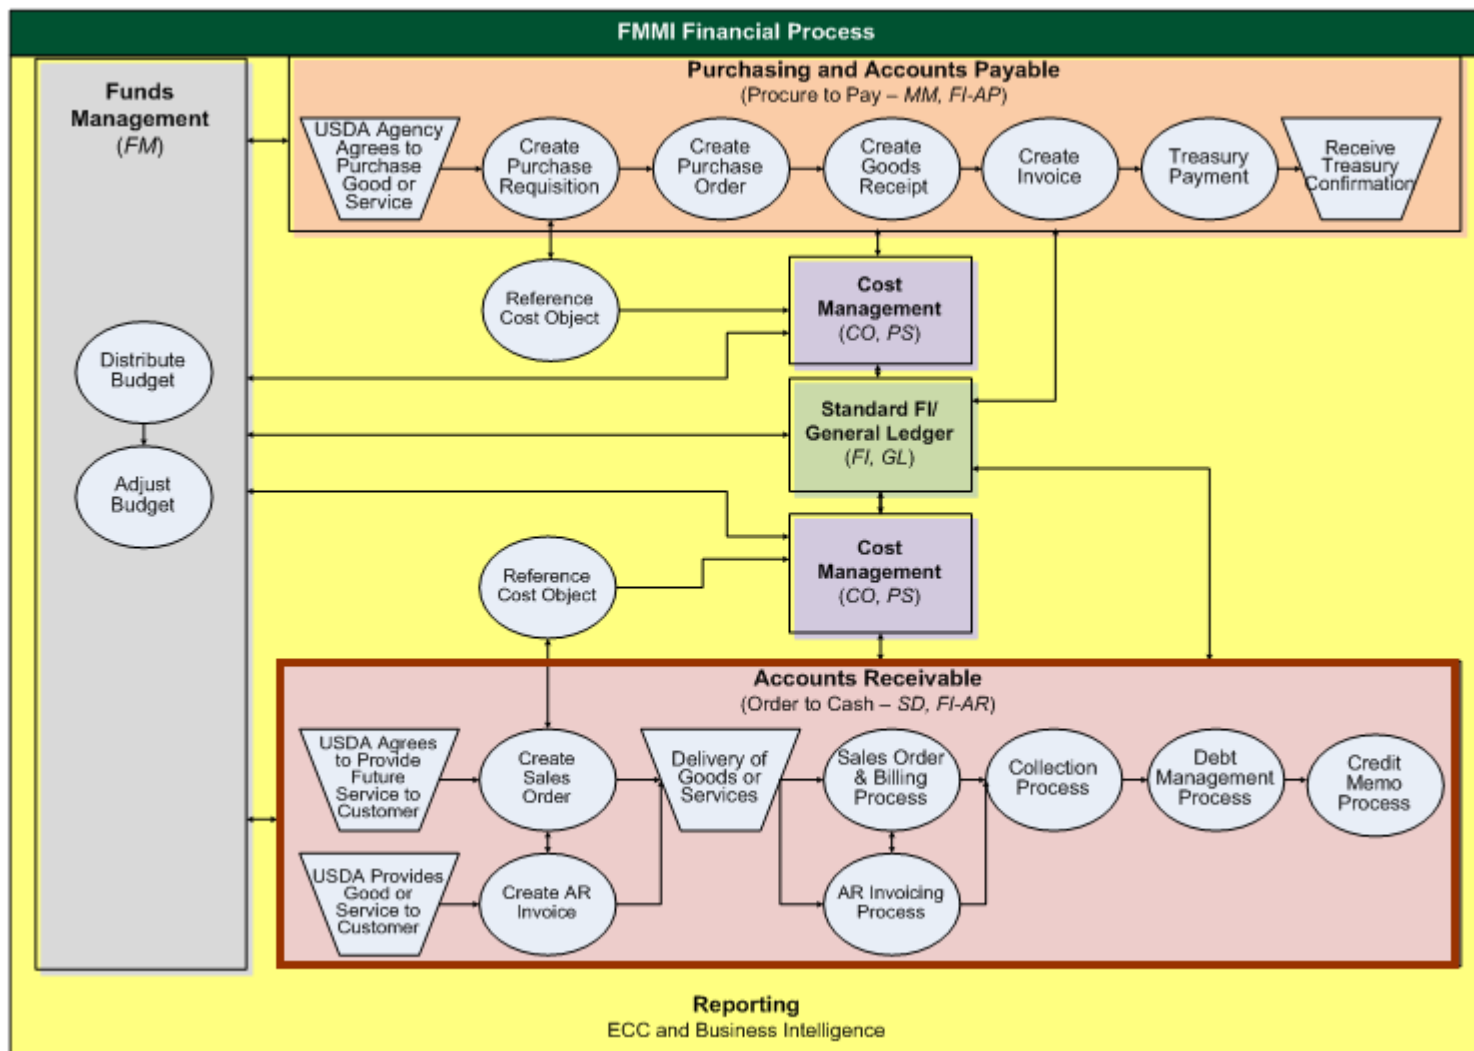 FMMI Financial Process
Funds
Management
(FM)
Distribute
Budget
Adjust
Budget
Purchasing and Accounts Payable
(Procure to Pay – MM, FI-AP)
USDA Agency
Agrees to
Purchase
Good or
Service
Create
Purchase
Requisition
Create
Purchase
Order
Create
Goods
Receipt
Create
Invoice
Treasury
Payment
Receive
Treasury
Confirmation
Reference
Cost Object
Cost
Management
(CO, PS)
Standard FI/
General Ledger
(FI, GL)
Cost
Management
(CO, PS)
Reference
Cost Object
Accounts Receivable
(Order to Cash – SD, FI-AR)
USDA Agrees
to Provide
Future
Service to
Customer
Create
Sales
Order
Delivery of
Goods or
Services
Sales Order
& Billing
Process
Collection
Process
Debt
Management
Process
Credit
Memo
Process
USDA Provides
Good or
Service to
Customer
Create AR
Invoice
AR Invoicing
Process
Reporting
ECC and Business Intelligence